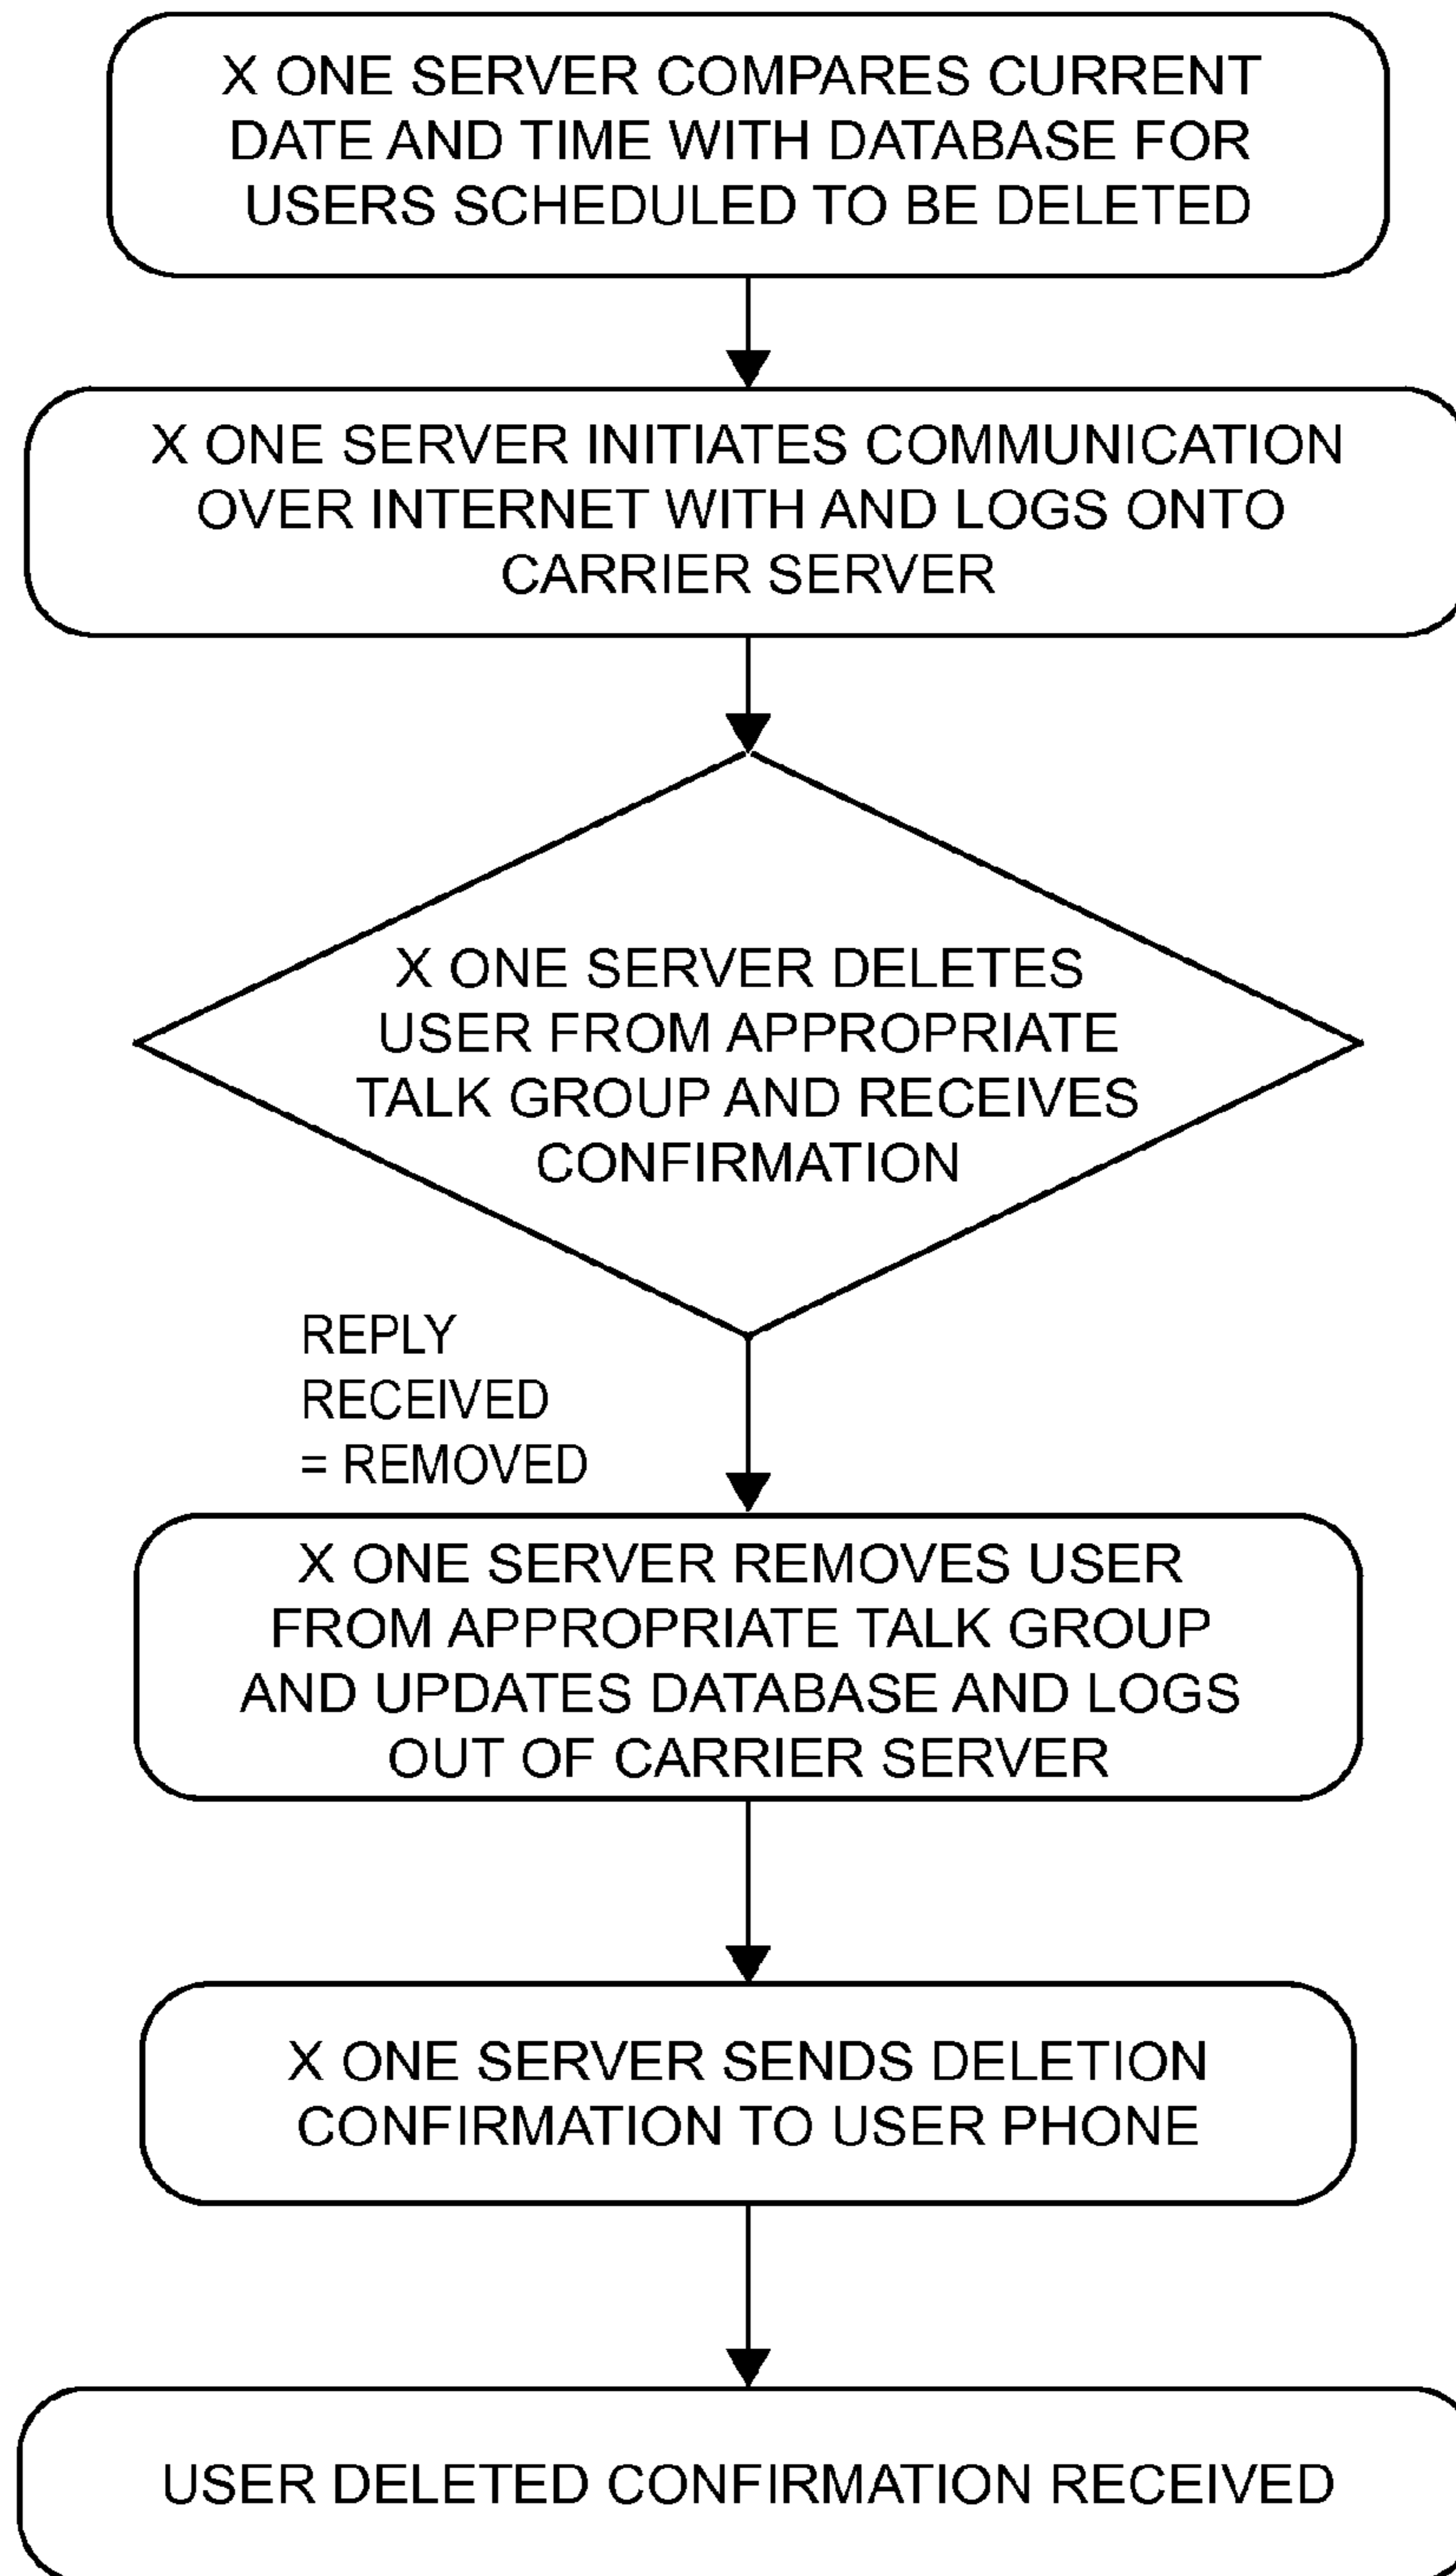 X ONE SERVER COMPARES CURRENT
DATE AND TIME WITH DATABASE FOR
USERS SCHEDULED TO BE DELETED
X ONE SERVER INITIATES COMMUNICATION
OVER INTERNET WITH AND LOGS ONTO
CARRIER SERVER
X ONE SERVER DELETES
USER FROM APPROPRIATE
TALK GROUP AND RECEIVES
CONFIRMATION
REPLY
RECEIVED
= REMOVED
X ONE SERVER REMOVES USER
FROM APPROPRIATE TALK GROUP
AND UPDATES DATABASE AND LOGS
OUT OF CARRIER SERVER
X ONE SERVER SENDS DELETION
CONFIRMATION TO USER PHONE
USER DELETED CONFIRMATION RECEIVED